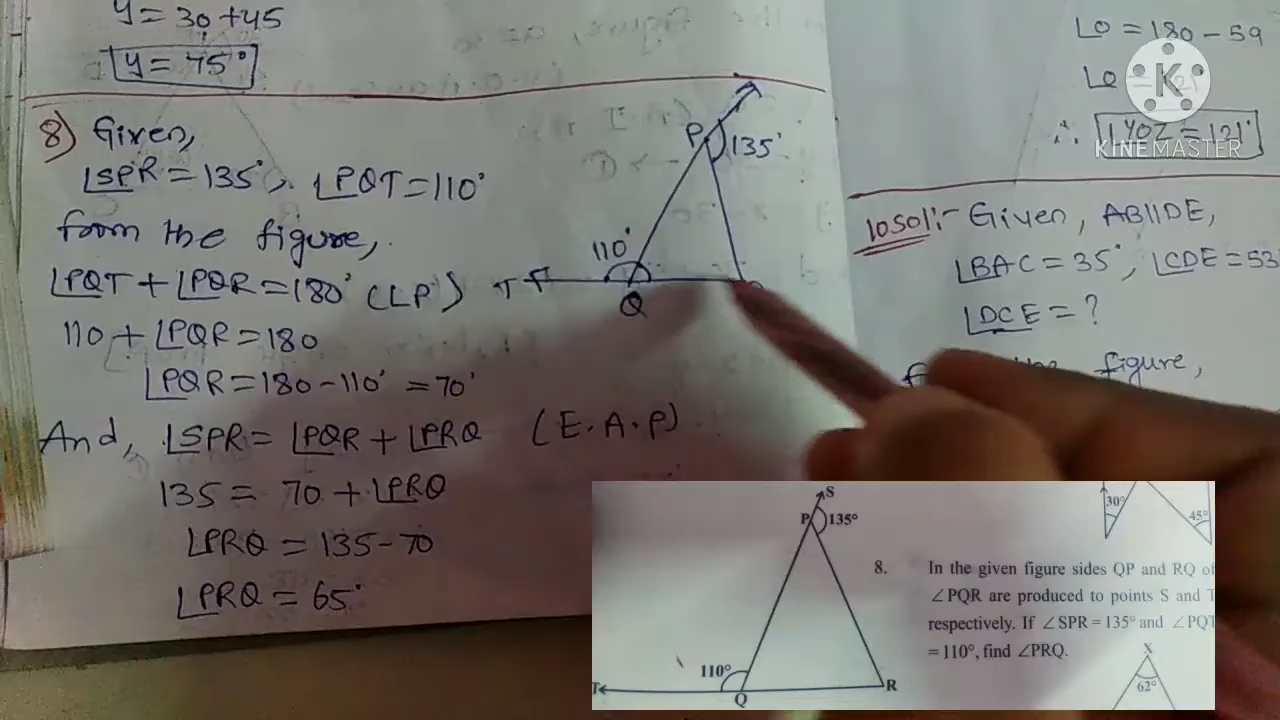 y = 30 + 45
y = 75°
8) Given,
∠SPR = 135°, ∠PQT = 110°
from the figure,
∠PQT + ∠PQR = 180° (LP)
110 + ∠PQR = 180
∠PQR = 180 - 110° = 70°
And, ∠SPR = ∠PQR + ∠PRQ (E.A.P)
135 = 70 + ∠PRQ
∠PRQ = 135 - 70
∠PRQ = 65°
P
135°
110°
T
Q
∠O = 180 - 59
∴ ∠YOZ = 121°
K
KINEMASTER
10 sol:- Given, AB||DE,
∠BAC = 35°, ∠CDE = 53
∠DCE = ?
figure,
S
P
135°
110°
T
Q
R
30°
45°
8. In the given figure sides QP and RQ of
∠PQR are produced to points S and T
respectively. If ∠SPR = 135° and ∠PQT
= 110°, find ∠PRQ.
X
62°